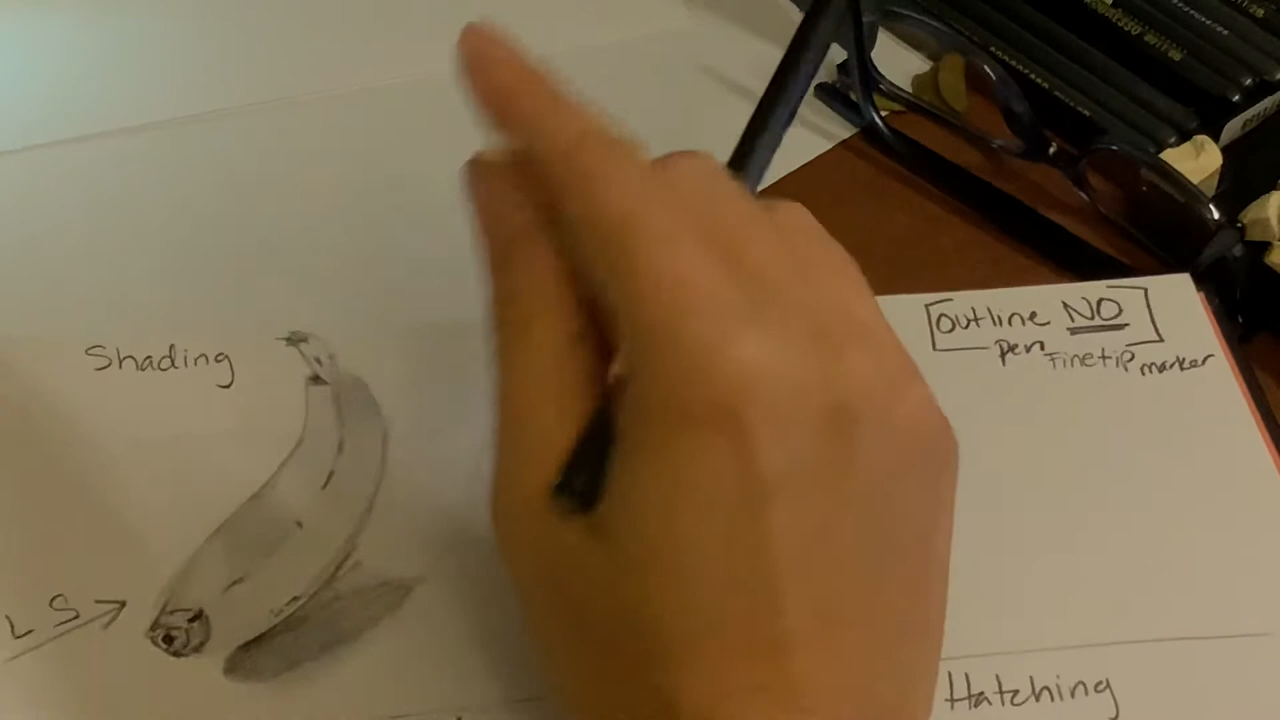 Shading
LS
Outline NO
pen Finetip marker
Hatching